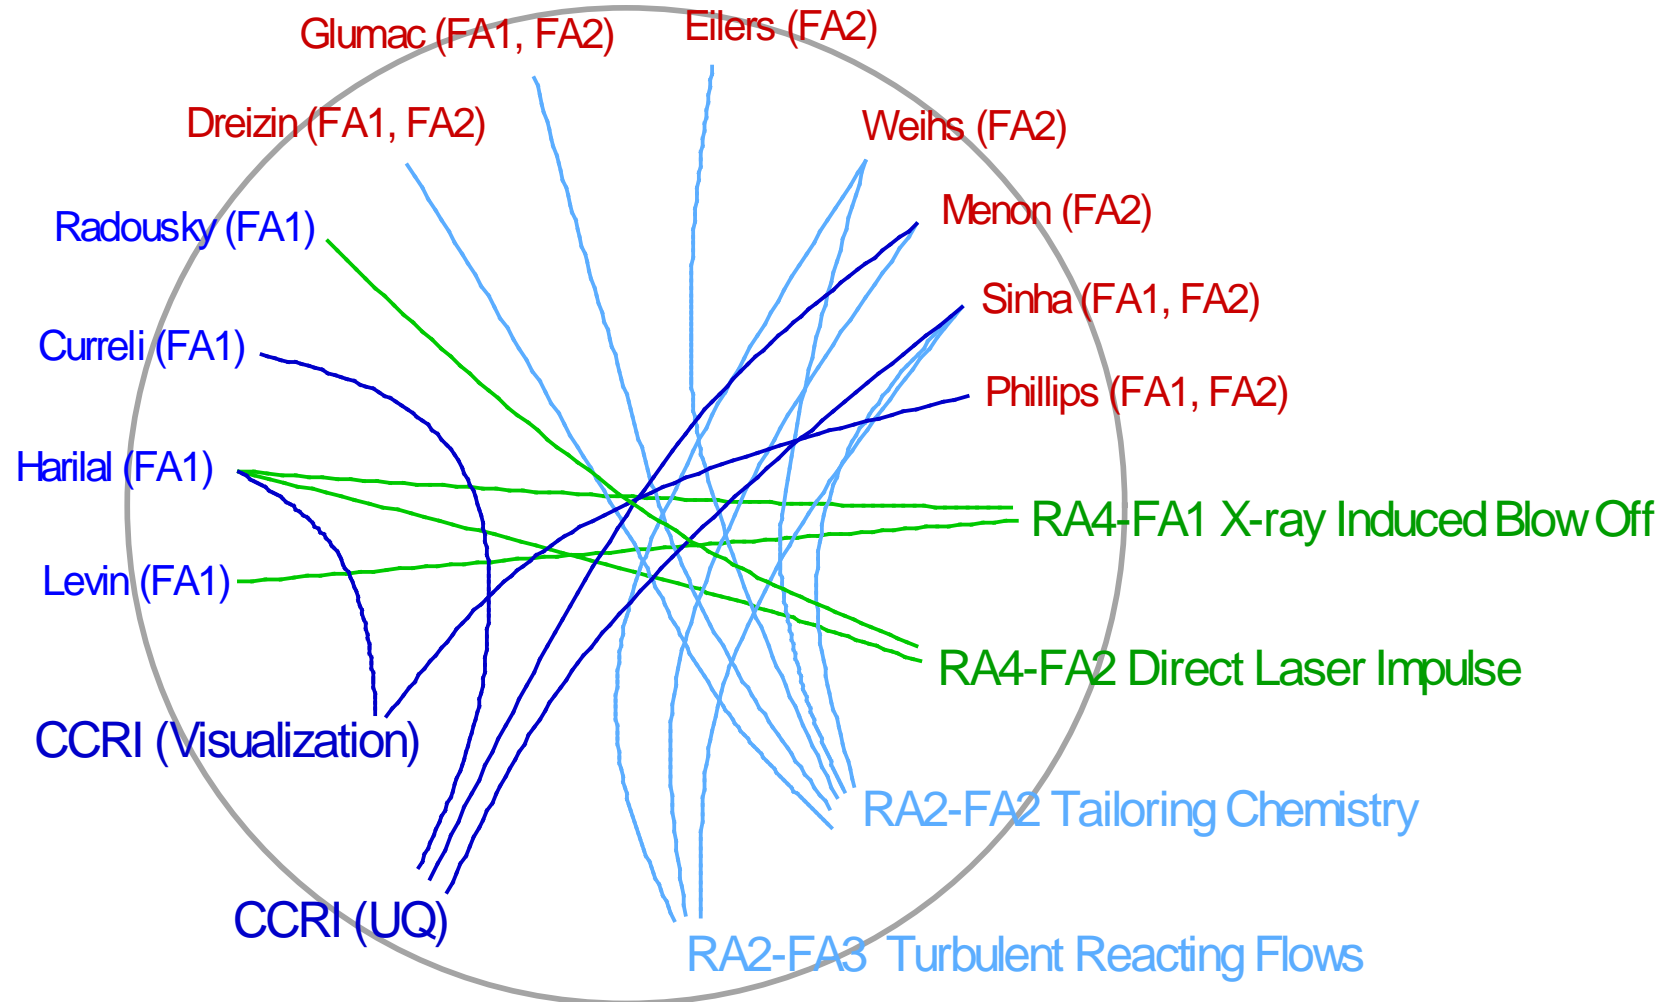 Glumac (FA1, FA2)
Eilers (FA2)
Dreizin (FA1, FA2)
Weihs (FA2)
Radousky (FA1)
Menon (FA2)
Curreli (FA1)
Sinha (FA1, FA2)
Phillips (FA1, FA2)
Harilal (FA1)
RA4-FA1 X-ray Induced Blow Off
Levin (FA1)
RA4-FA2 Direct Laser Impulse
CCRI (Visualization)
RA2-FA2 Tailoring Chemistry
CCRI (UQ)
RA2-FA3 Turbulent Reacting Flows